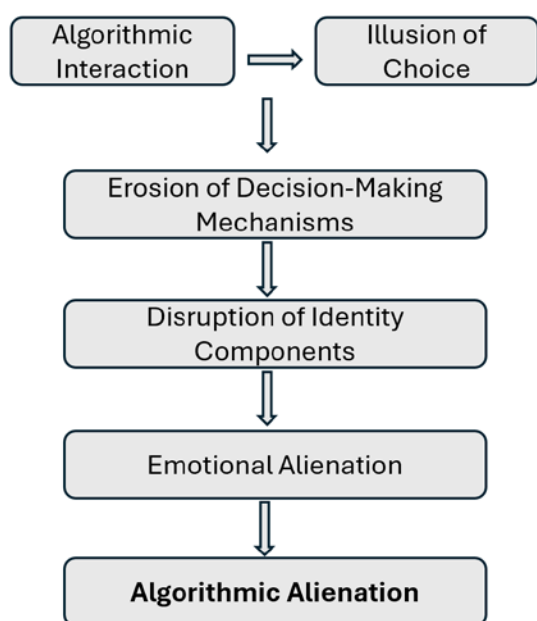 Algorithmic
Interaction
Illusion of
Choice
Erosion of Decision-Making
Mechanisms
Disruption of Identity
Components
Emotional Alienation
Algorithmic Alienation